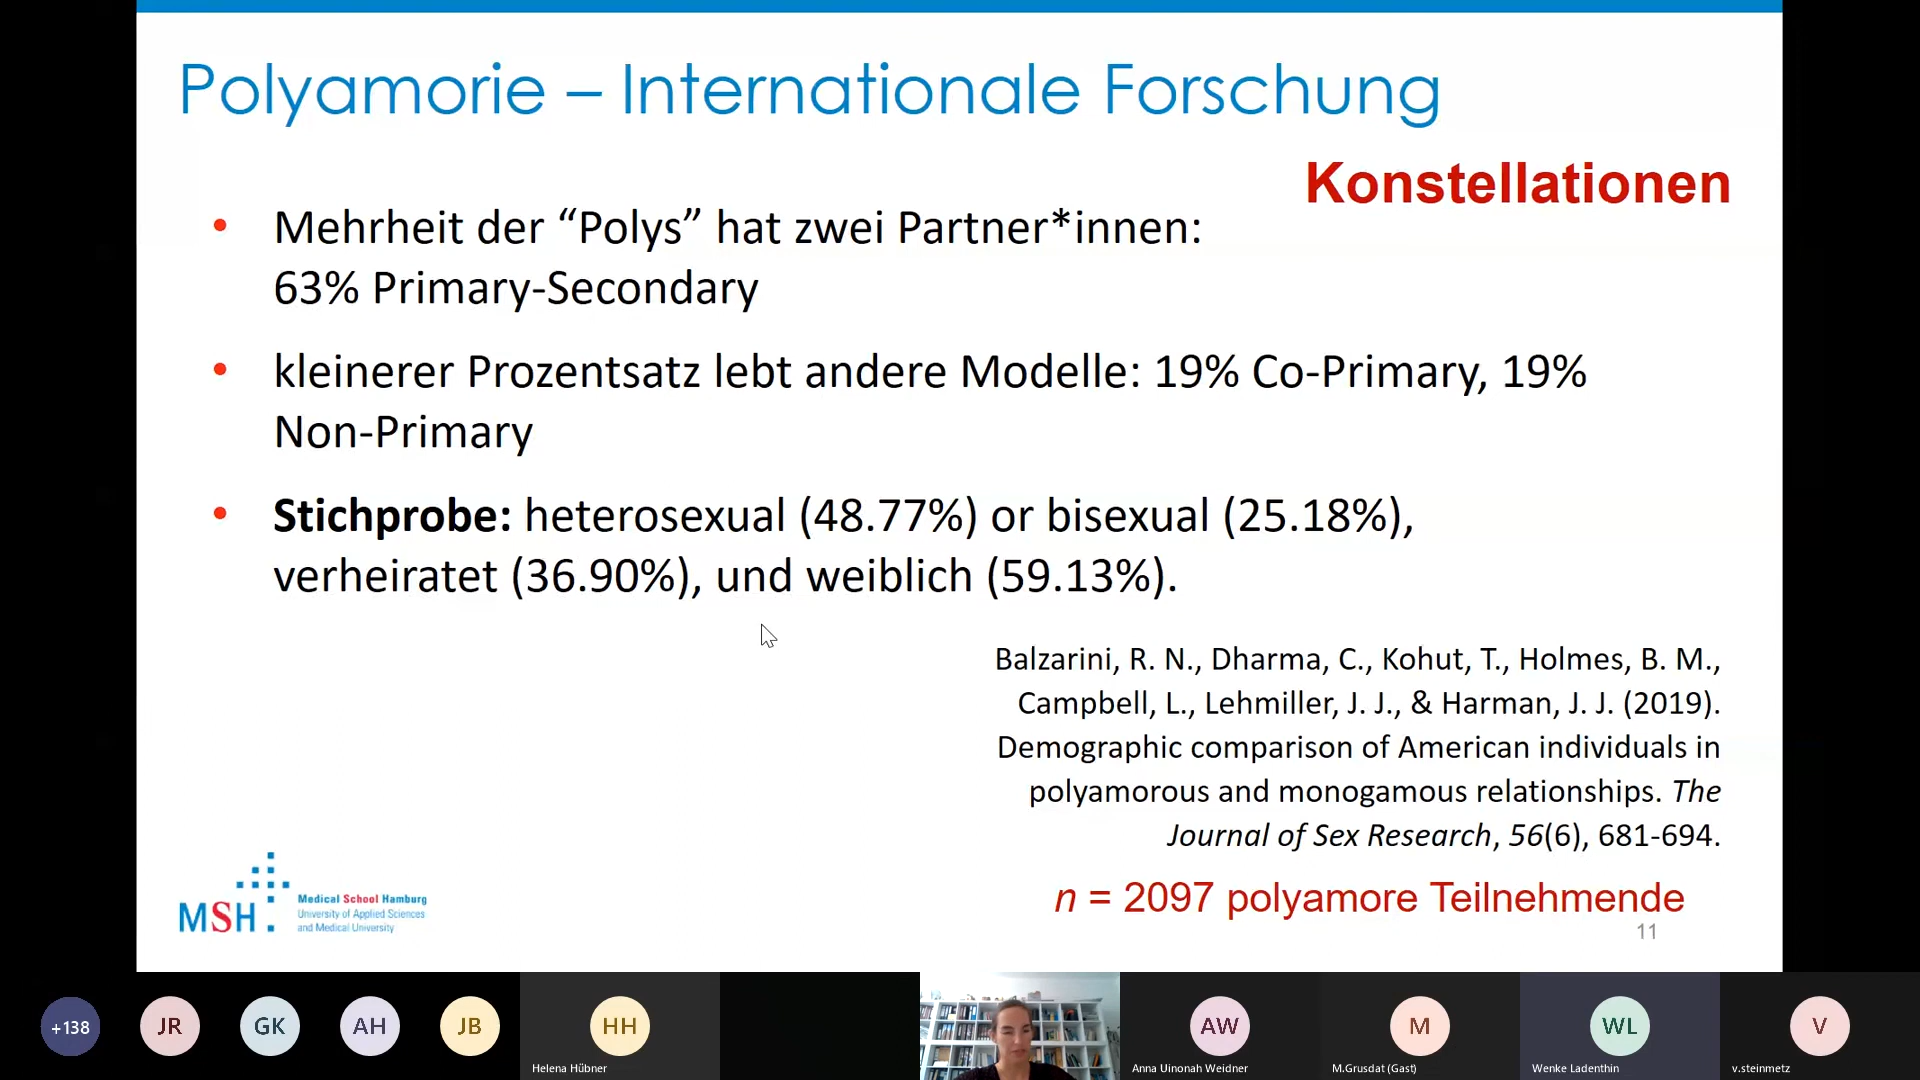 Polyamorie – Internationale Forschung
Konstellationen
• Mehrheit der “Polys” hat zwei Partner*innen:
63% Primary-Secondary
• kleinerer Prozentsatz lebt andere Modelle: 19% Co-Primary, 19%
Non-Primary
• Stichprobe: heterosexual (48.77%) or bisexual (25.18%),
verheiratet (36.90%), und weiblich (59.13%).
Balzarini, R. N., Dharma, C., Kohut, T., Holmes, B. M.,
Campbell, L., Lehmiller, J. J., & Harman, J. J. (2019).
Demographic comparison of American individuals in
polyamorous and monogamous relationships. The
Journal of Sex Research, 56(6), 681-694.
n = 2097 polyamore Teilnehmende
11
MSH
Medical School Hamburg
University of Applied Sciences
and Medical University
+138
JR
GK
AH
JB
HH
Helena Hübner
AW
Anna Uinonah Weidner
M
M.Grusdat (Gast)
WL
Wenke Ladenthin
V
v.steinmetz